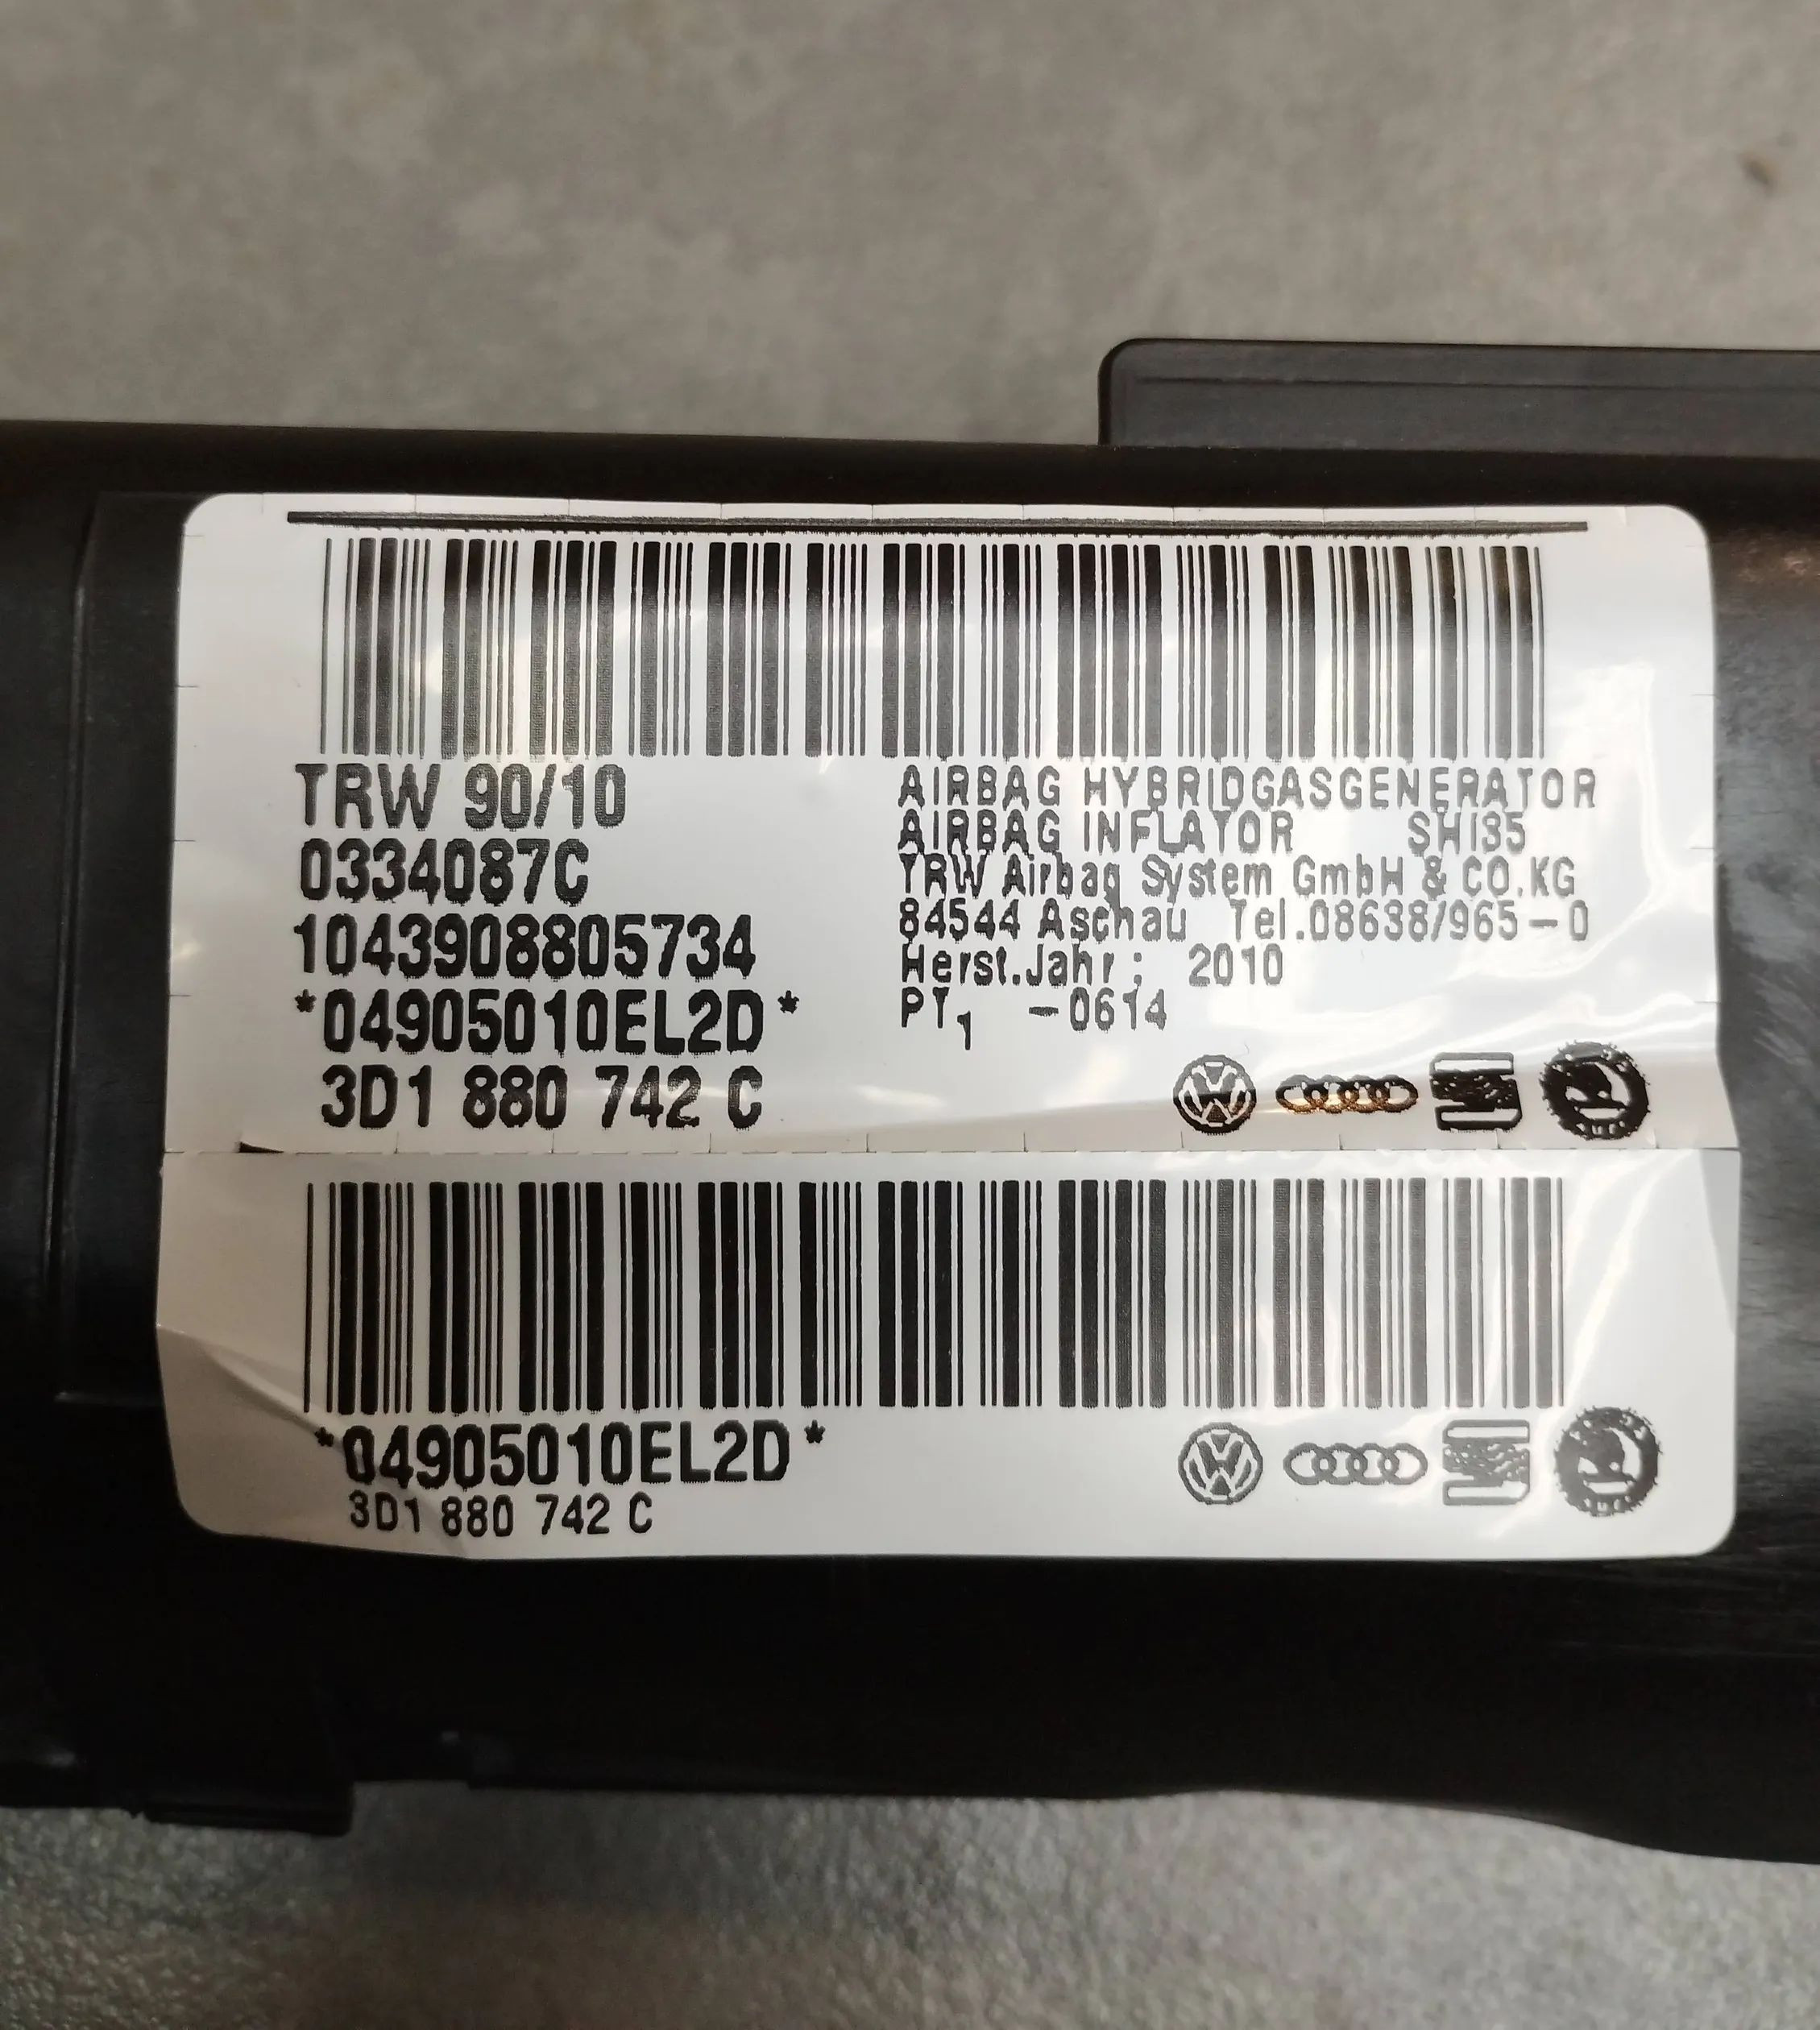 TRW 90/10
0334087C
1043908805734
*04905010EL2D*
3D1 880 742 C
AIRBAG HYBRIDGASGENERATOR
AIRBAG INFLATOR SHI35
TRW Airbag System GmbH & CO.KG
84544 Aschau Tel.08638/965-0
Herst.Jahr: 2010
PT1 -0614
*04905010EL2D*
3D1 880 742 C